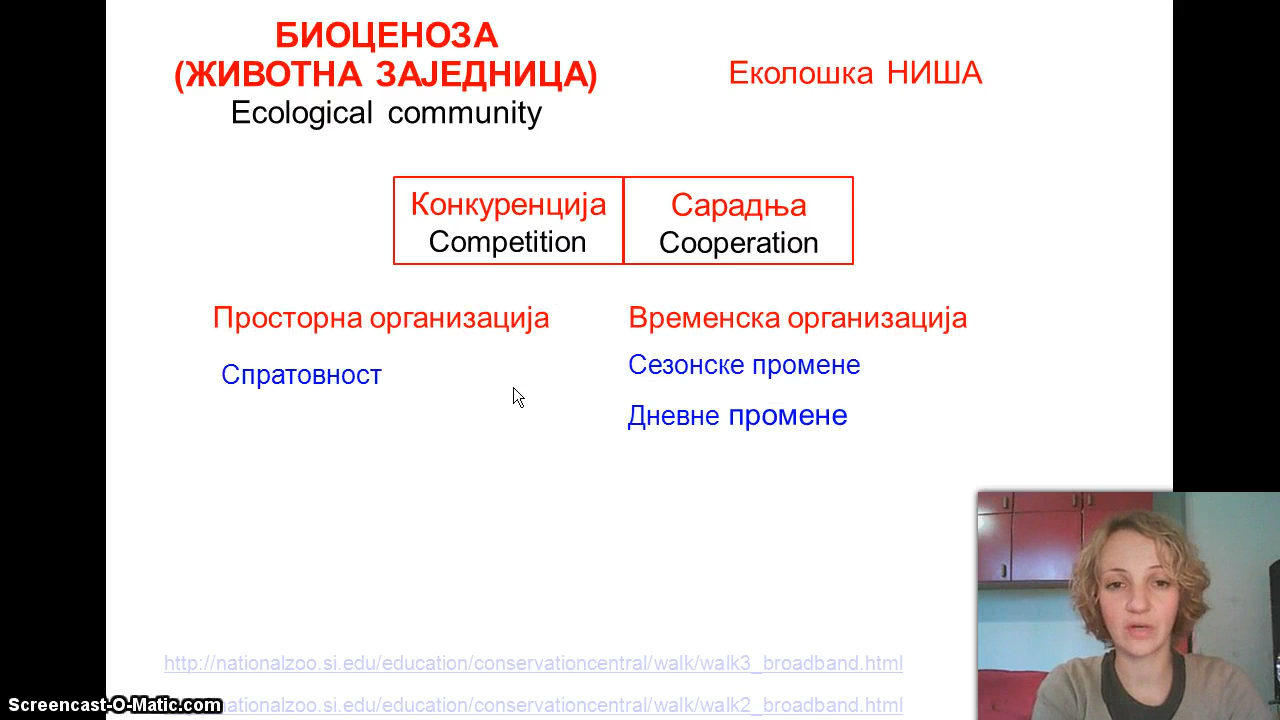 БИОЦЕНОЗА
(ЖИВОТНА ЗАЈЕДНИЦА)
Ecological community
Еколошка НИША
Конкуренција
Competition
Сарадња
Cooperation
Просторна организација
Спратовност
Временска организација
Сезонске промене
Дневне промене
http://nationalzoo.si.edu/education/conservationcentral/walk/walk3_broadband.html
nationalzoo.si.edu/education/conservationcentral/walk/walk2_broadband.html
Screencast-O-Matic.com